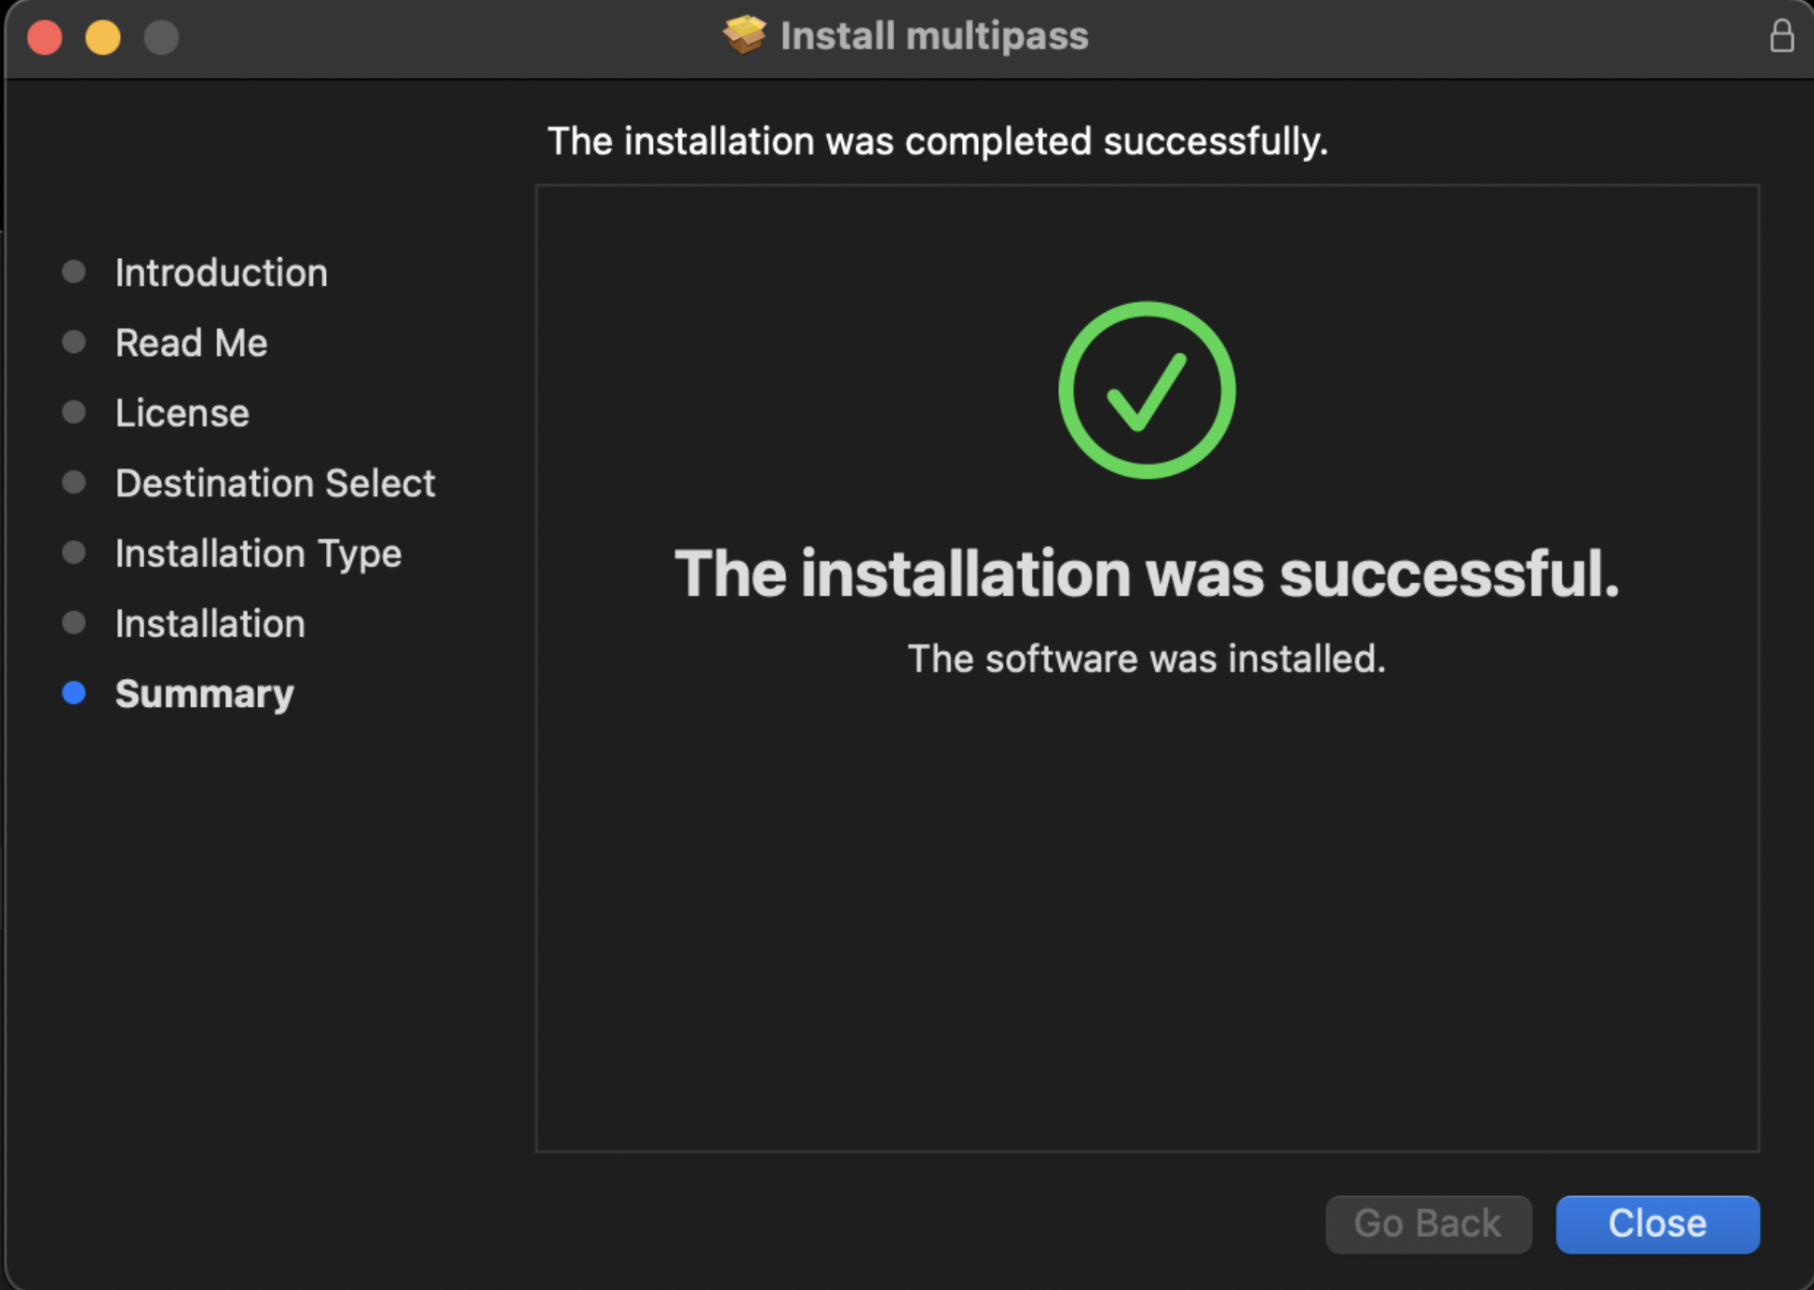 Install multipass
The installation was completed successfully.
Introduction
Read Me
License
Destination Select
Installation Type
Installation
Summary
The installation was successful.
The software was installed.
Go Back
Close